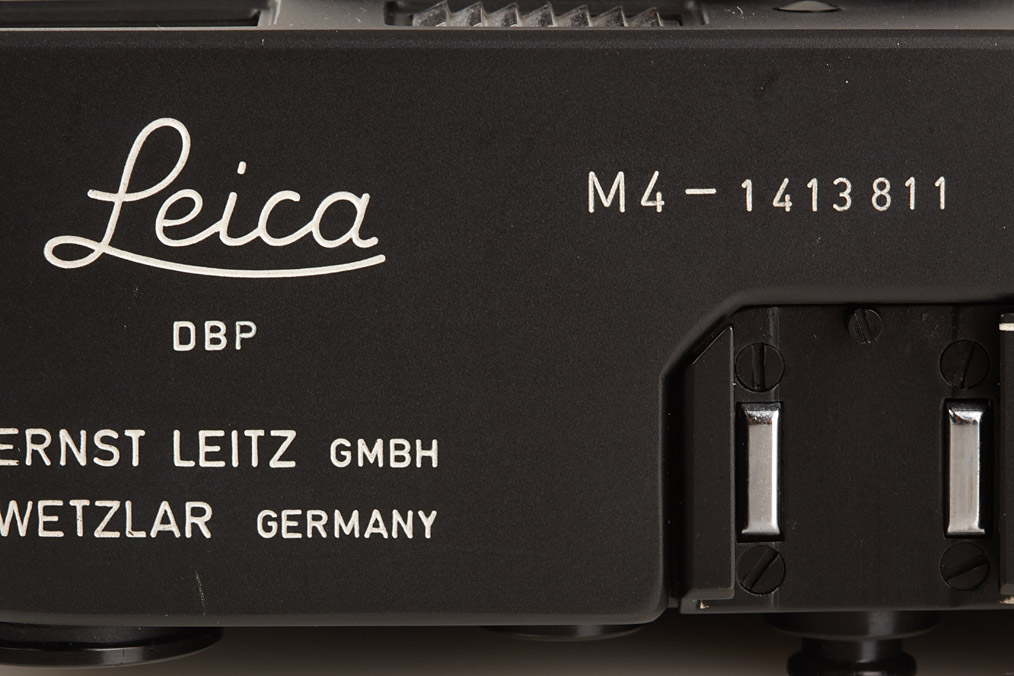 Leica
M4-1413811
DBP
ERNST LEITZ GMBH
WETZLAR GERMANY